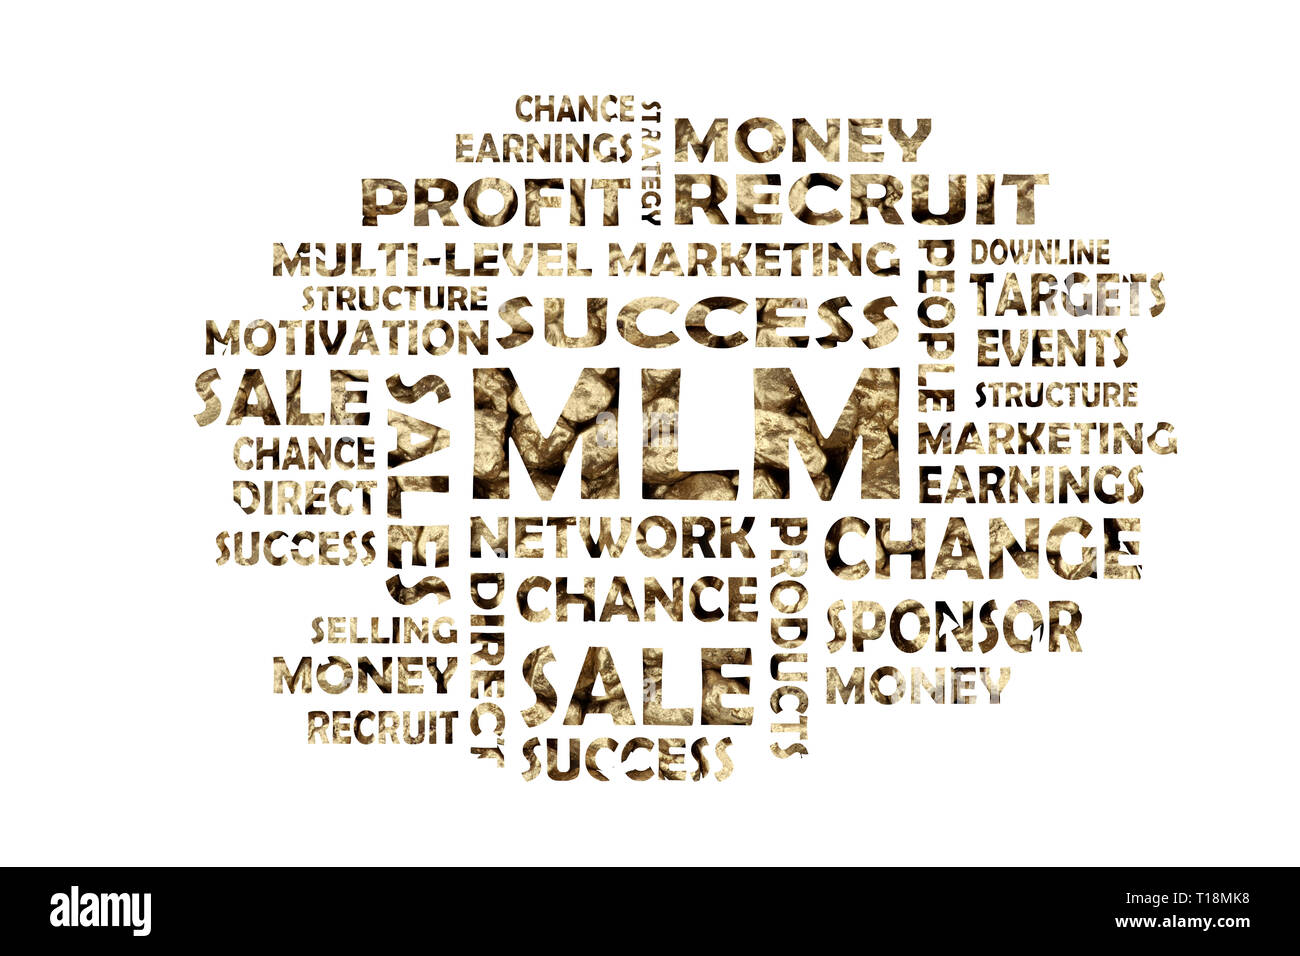 CHANCE
STRATEGY
MONEY
EARNINGS
PROFIT
RECRUIT
MULTI-LEVEL MARKETING
PEOPLE
DOWNLINE
TARGETS
STRUCTURE
SUCCESS
MOTIVATION
EVENTS
SALE
SALES
MLM
STRUCTURE
MARKETING
CHANCE
EARNINGS
DIRECT
SUCCESS
NETWORK
PRODUCTS
CHANGE
DIRECT
CHANCE
SPONSOR
SELLING
MONEY
SALE
MONEY
RECRUIT
SUCCESS
alamy
Image ID: T18MK8
www.alamy.com